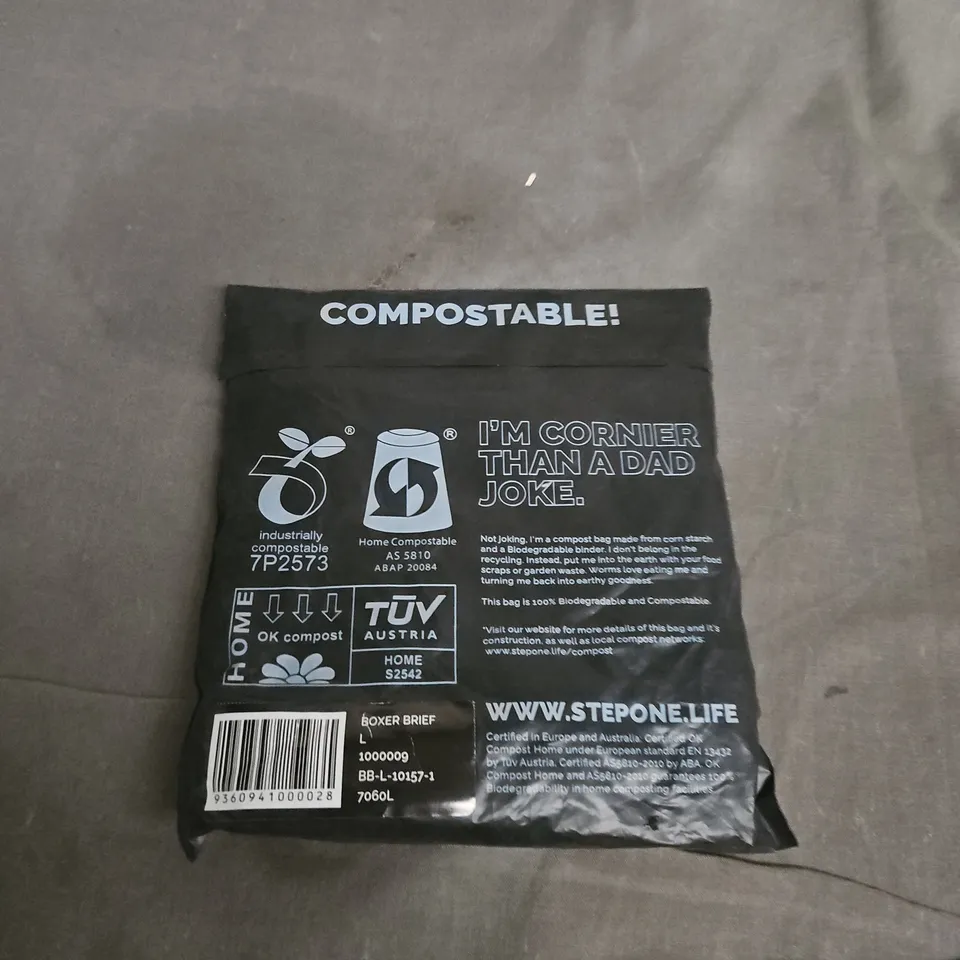 COMPOSTABLE!
®
industrially
compostable
7P2573
®
Home Compostable
AS 5810
ABAP 20084
I'M CORNIER
THAN A DAD
JOKE.
Not joking, I'm a compost bag made from corn starch
and a Biodegradable binder. I don't belong in the
recycling. Instead, put me into the earth with your food
scraps or garden waste. Worms love eating me and
turning me back into earthy goodness.
This bag is 100% Biodegradable and Compostable.
*Visit our website for more details of this bag and it's
construction, as well as local compost networks:
www.stepone.life/compost
HOME
OK compost
TÜV
AUSTRIA
HOME
S2542
BOXER BRIEF
L
1000009
BB-L-10157-1
7060L
9360941000028
WWW.STEPONE.LIFE
Certified in Europe and Australia. Certified OK
Compost Home under European standard EN 13432
by Tüv Austria. Certified AS5810-2010 by ABA. OK
Compost Home and AS5810-2010 guarantees 100%
Biodegradability in home composting facilities.